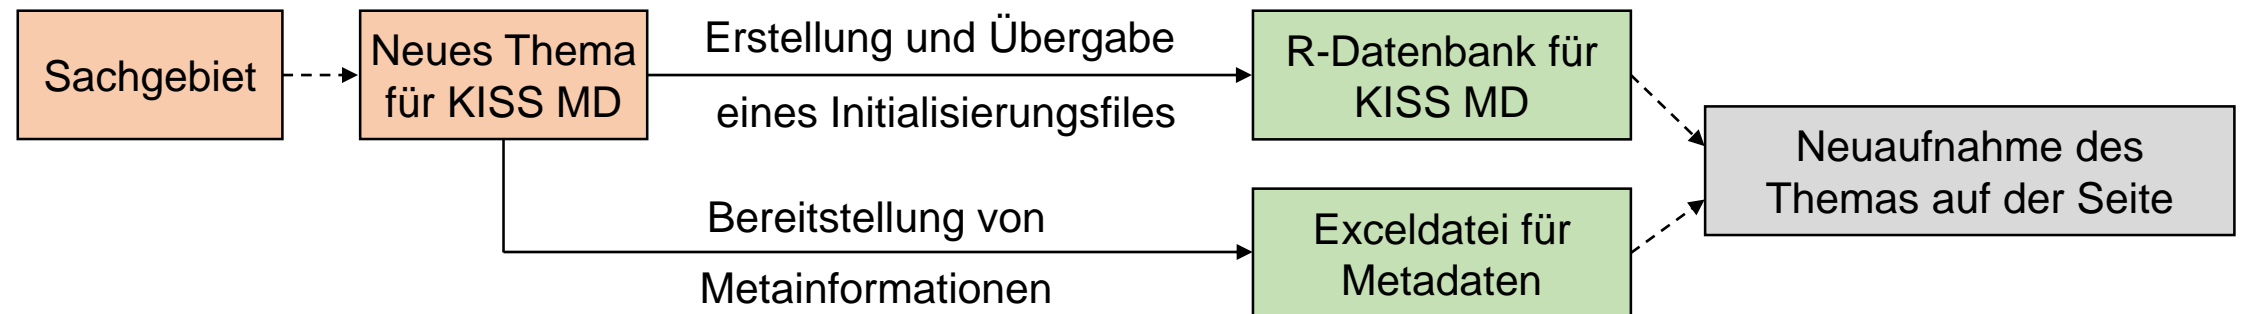 Sachgebiet
Neues Thema
für KISS MD
Erstellung und Übergabe
eines Initialisierungsfiles
R-Datenbank für
KISS MD
Bereitstellung von
Metainformationen
Exceldatei für
Metadaten
Neuaufnahme des
Themas auf der Seite